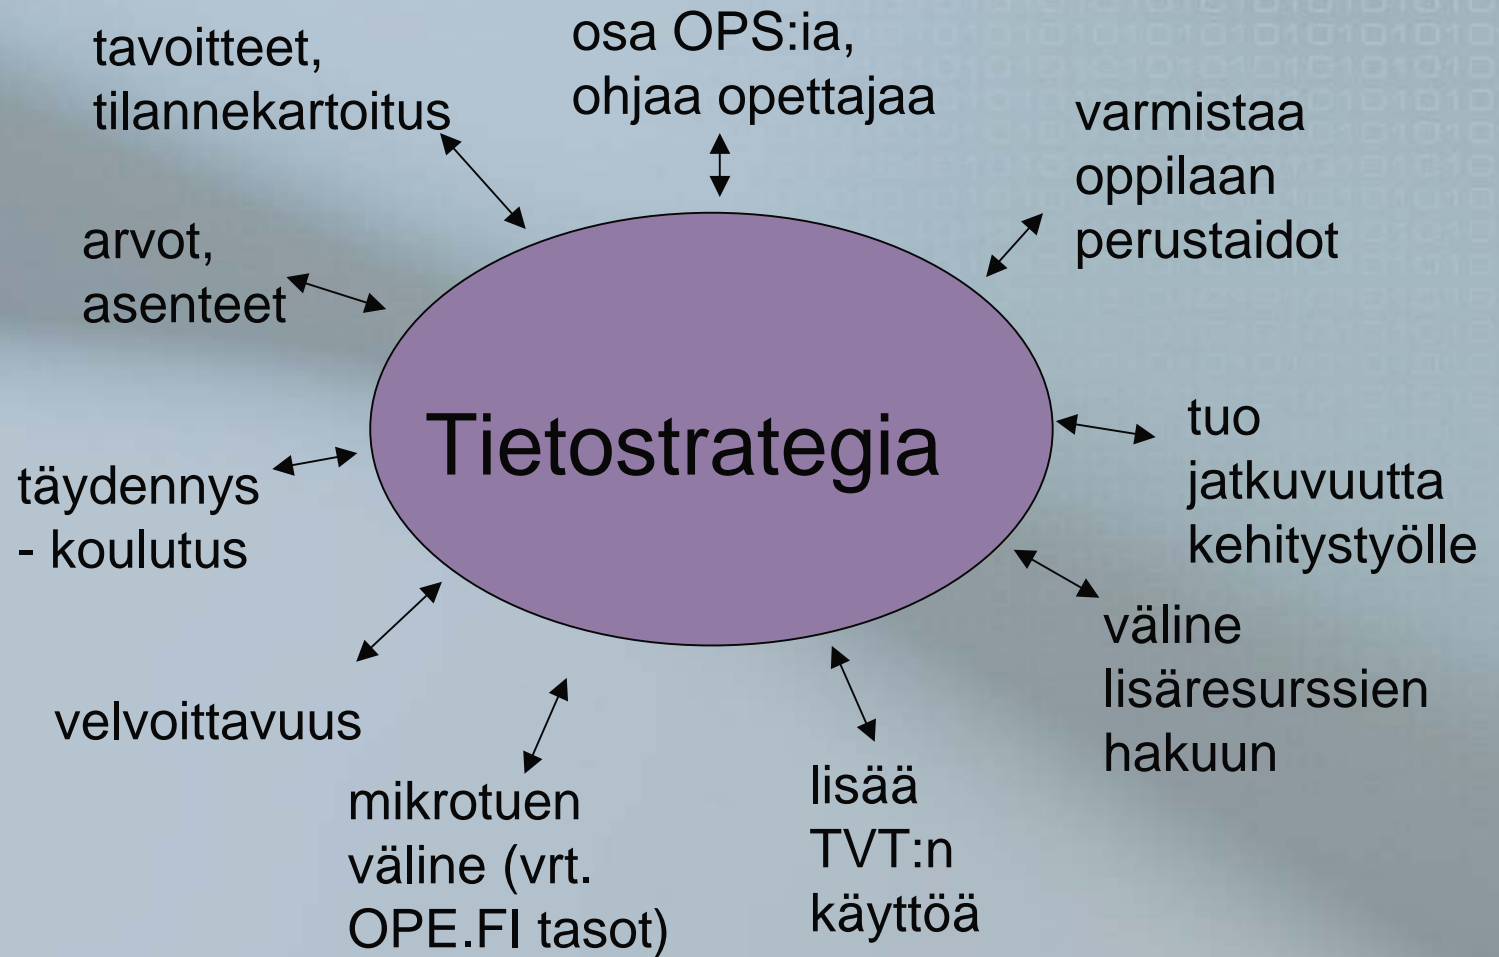 tavoitteet,
tilannekartoitus
osa OPS:ia,
ohjaa opettajaa
varmistaa
oppilaan
perustaidot
arvot,
asenteet
Tietostrategia
tuo
jatkuvuutta
kehitystyölle
täydennys
- koulutus
väline
lisäresurssien
hakuun
velvoittavuus
mikrotuen
väline (vrt.
OPE.FI tasot)
lisää
TVT:n
käyttöä